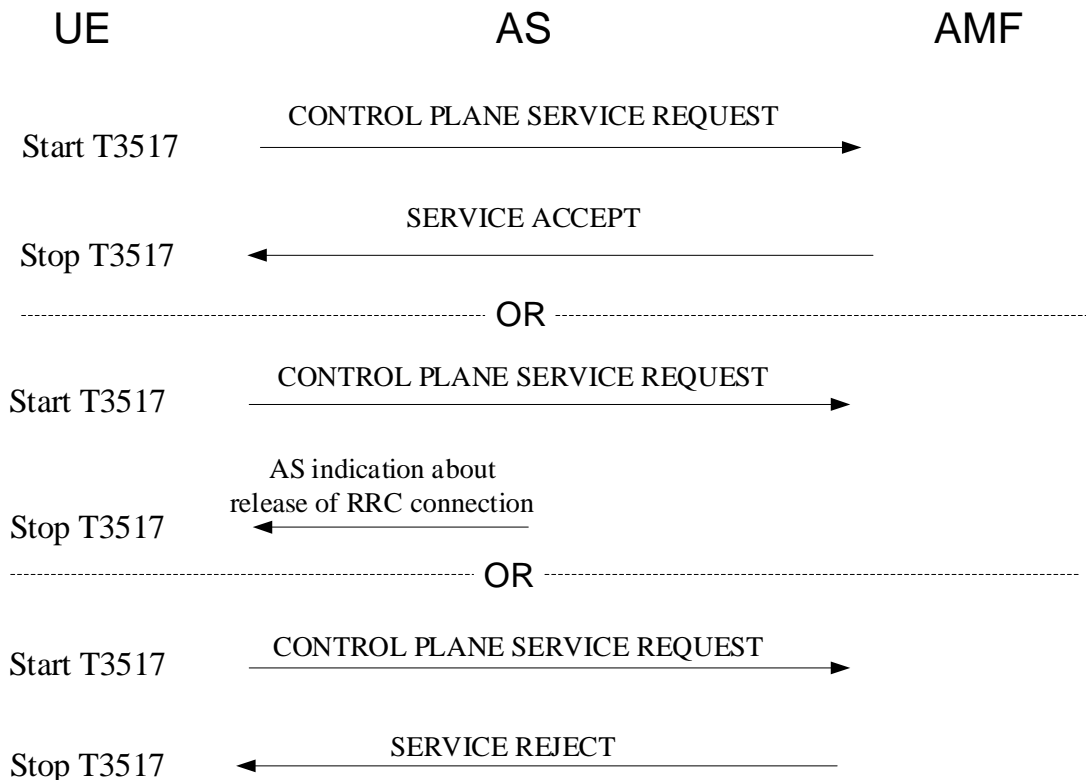 UE AS AMF
CONTROL PLANE SERVICE REQUEST
Start T3517
SERVICE ACCEPT
Stop T3517
OR
CONTROL PLANE SERVICE REQUEST
Start T3517
AS indication about
release of RRC connection
Stop T3517
OR
CONTROL PLANE SERVICE REQUEST
Start T3517
SERVICE REJECT
Stop T3517